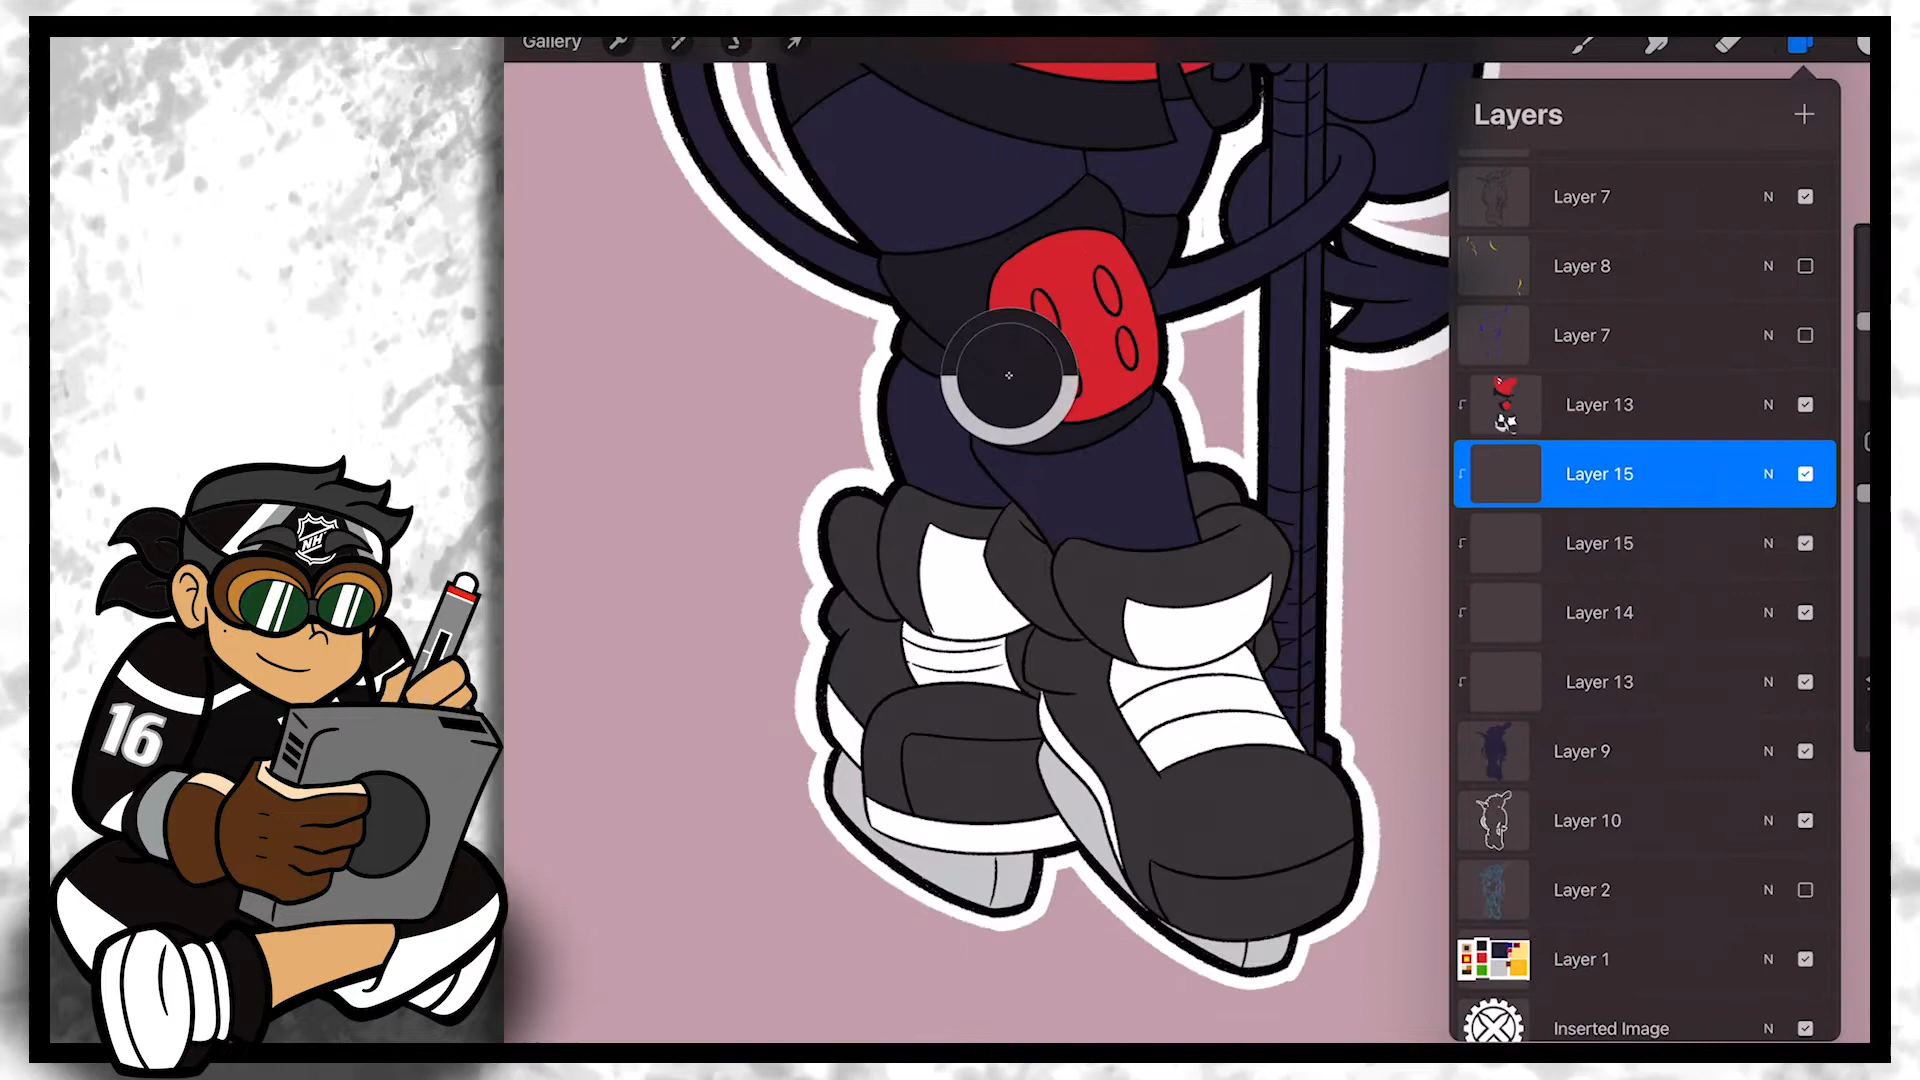 Gallery
Layers
Layer 7 N
Layer 8 N
Layer 7 N
Layer 13 N
Layer 15 N
Layer 15 N
Layer 14 N
Layer 13 N
Layer 9 N
Layer 10 N
Layer 2 N
Layer 1 N
Inserted Image N
NH
16